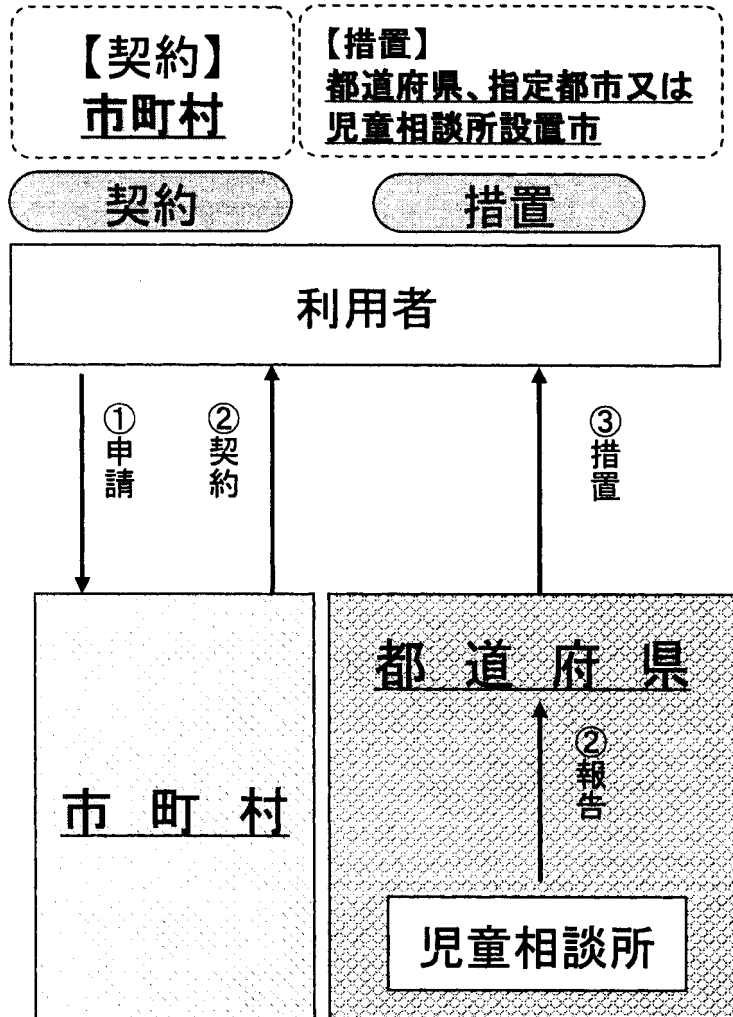 【契約】
市町村
【措置】
都道府県、指定都市又は
児童相談所設置市
契約
措置
利用者
①申請
②契約
③措置
市町村
都道府県
②報告
児童相談所